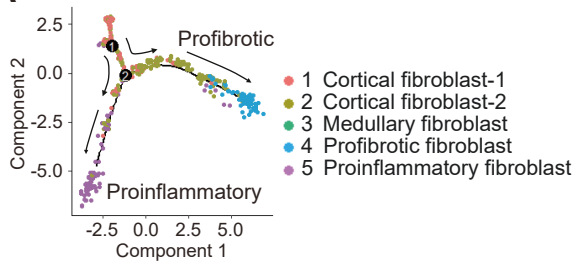 2.5
0.0
-2.5
-5.0
Component 2
1
2
Profibrotic
Proinflammatory
-2.5 0.0 2.5 5.0
Component 1
1 Cortical fibroblast-1
2 Cortical fibroblast-2
3 Medullary fibroblast
4 Profibrotic fibroblast
5 Proinflammatory fibroblast